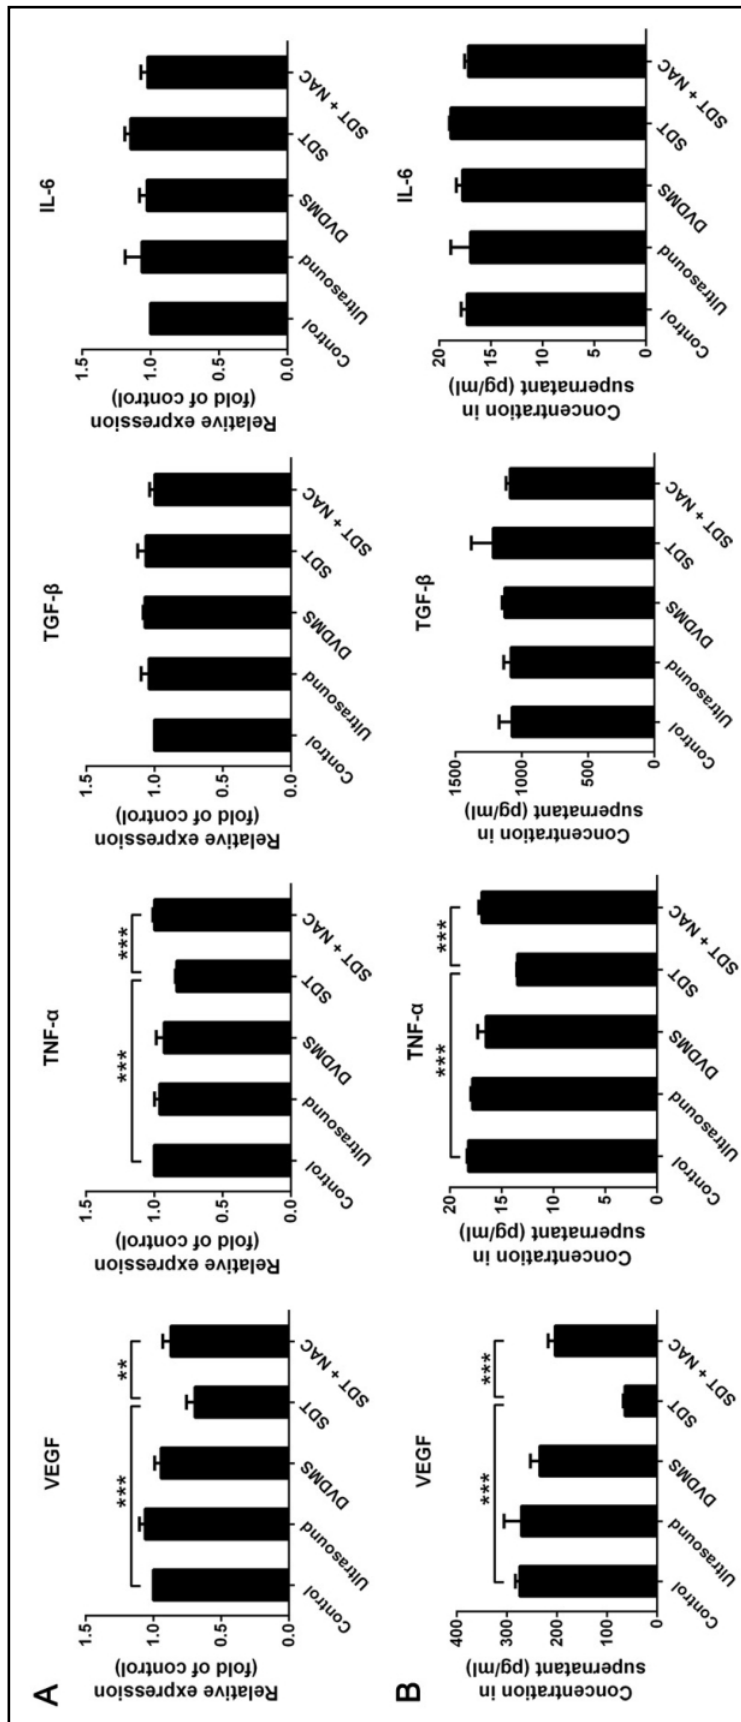 A
VEGF
Relative expression
(fold of control)
1.5
1.0
0.5
0.0
***
**
Control
Ultrasound
DVDMS
SDT
SDT + NAC
TNF-α
Relative expression
(fold of control)
1.5
1.0
0.5
0.0
***
***
Control
Ultrasound
DVDMS
SDT
SDT + NAC
TGF-β
Relative expression
(fold of control)
1.5
1.0
0.5
0.0
Control
Ultrasound
DVDMS
SDT
SDT + NAC
IL-6
Relative expression
(fold of control)
1.5
1.0
0.5
0.0
Control
Ultrasound
DVDMS
SDT
SDT + NAC
B
VEGF
Concentration in
supernatant (pg/ml)
400
300
200
100
0
***
***
Control
Ultrasound
DVDMS
SDT
SDT + NAC
TNF-α
Concentration in
supernatant (pg/ml)
20
15
10
5
0
***
***
Control
Ultrasound
DVDMS
SDT
SDT + NAC
TGF-β
Concentration in
supernatant (pg/ml)
1500
1000
500
0
Control
Ultrasound
DVDMS
SDT
SDT + NAC
IL-6
Concentration in
supernatant (pg/ml)
20
15
10
5
0
Control
Ultrasound
DVDMS
SDT
SDT + NAC